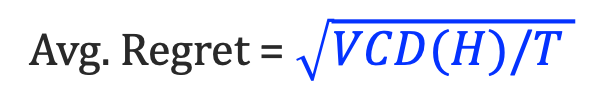 Avg. Regret = √VCD(H)/T